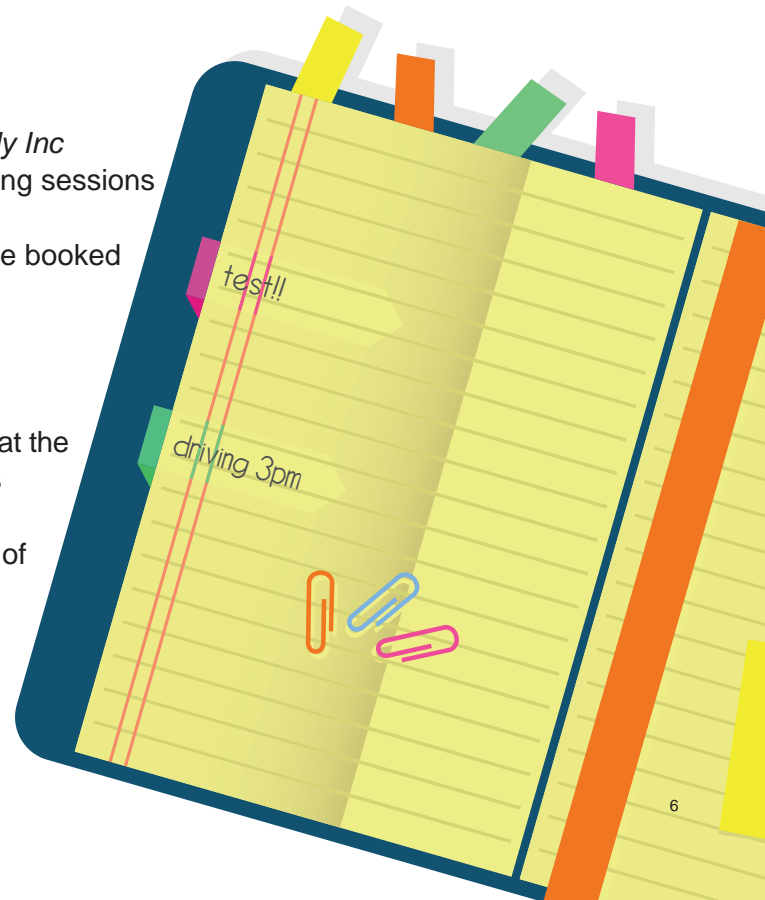 ly Inc
ng sessions
e booked
test!!
at the
driving 3pm
of
6